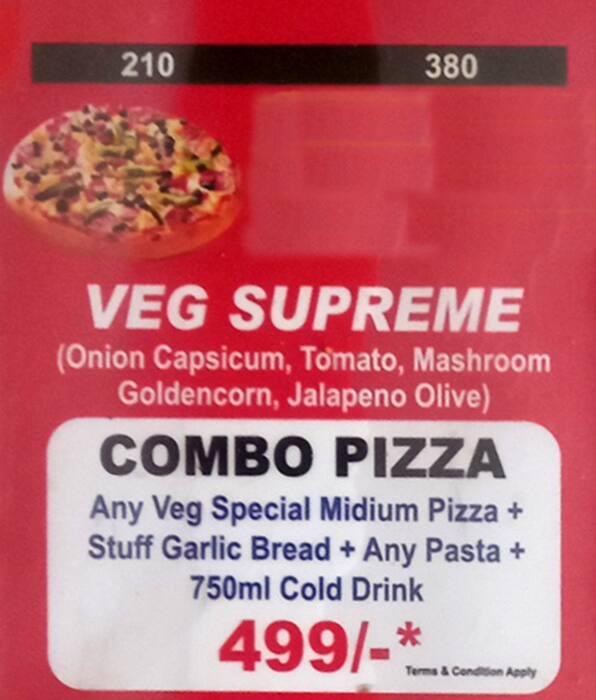 210 380
VEG SUPREME
(Onion Capsicum, Tomato, Mashroom
Goldencorn, Jalapeno Olive)
COMBO PIZZA
Any Veg Special Midium Pizza +
Stuff Garlic Bread + Any Pasta +
750ml Cold Drink
499/-*
Terms & Condition Apply